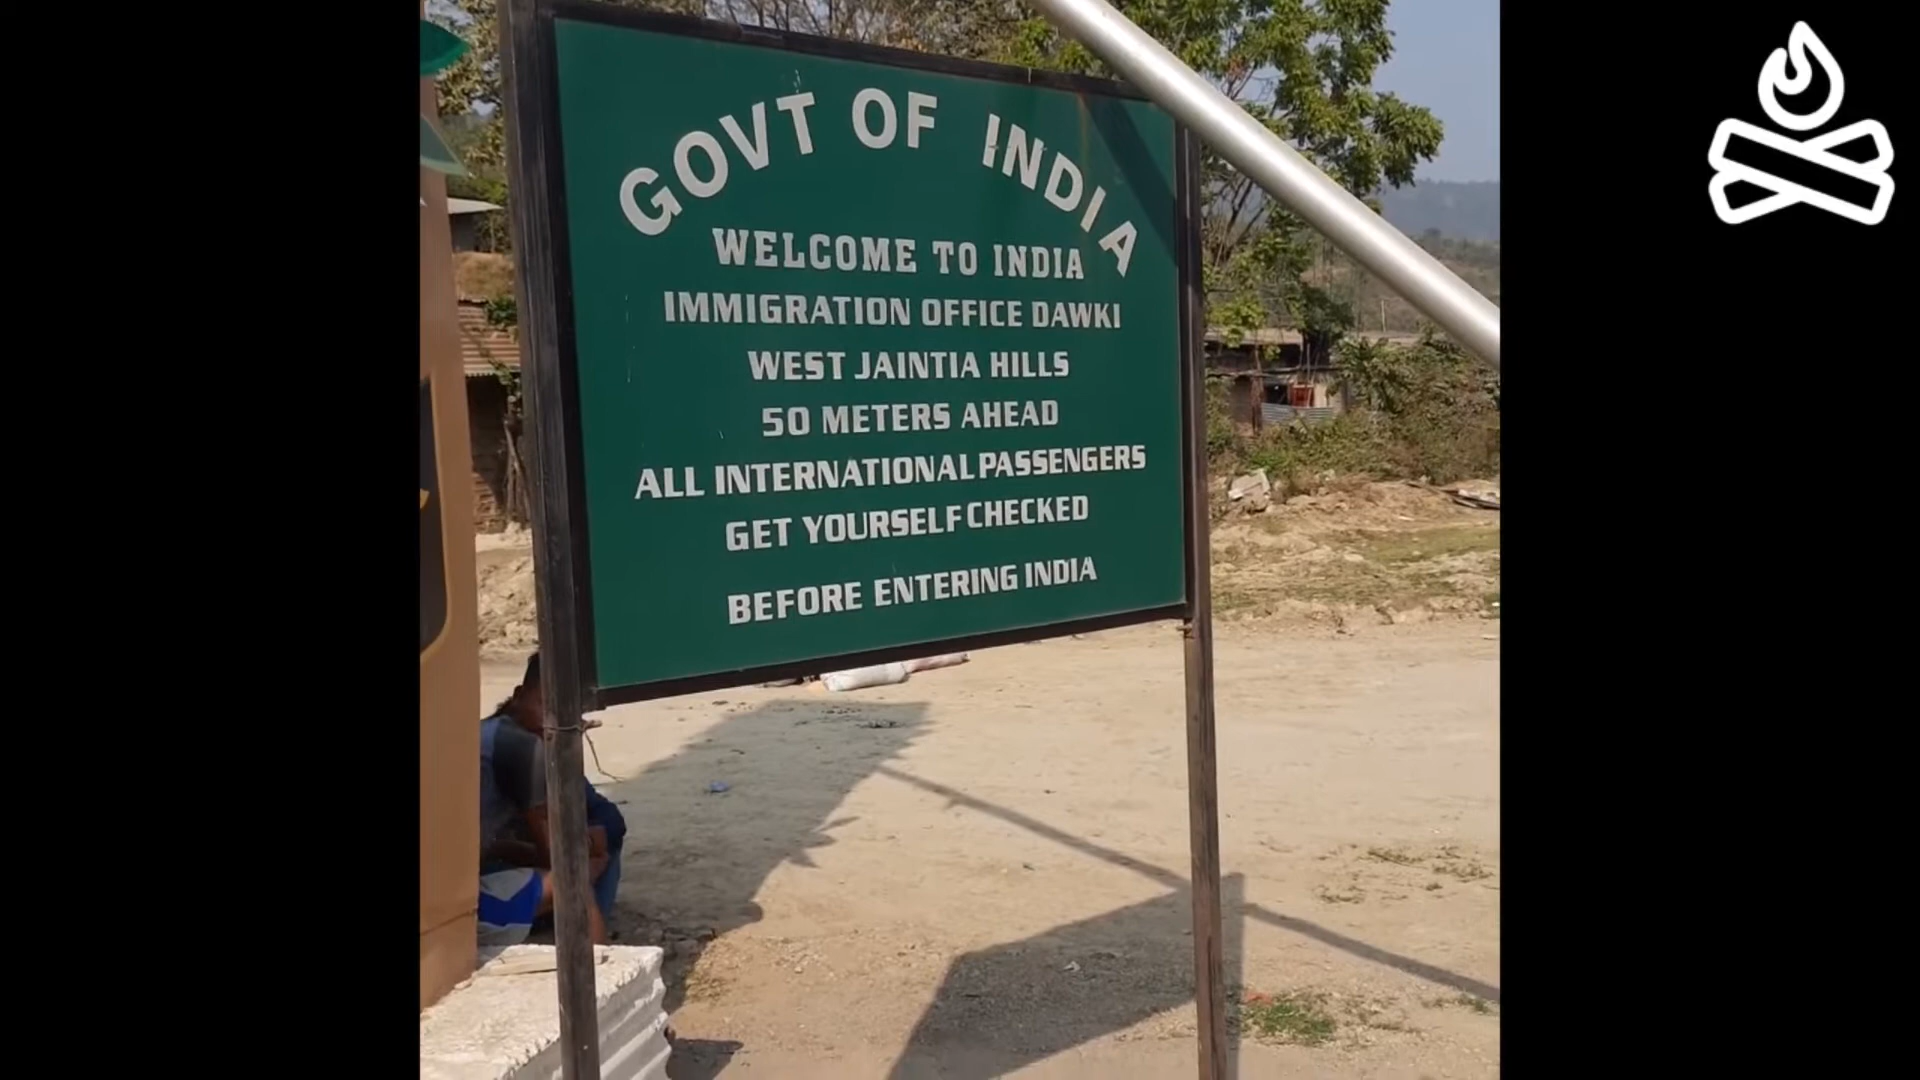 GOVT OF INDIA
WELCOME TO INDIA
IMMIGRATION OFFICE DAWKI
WEST JAINTIA HILLS
50 METERS AHEAD
ALL INTERNATIONAL PASSENGERS
GET YOURSELF CHECKED
BEFORE ENTERING INDIA